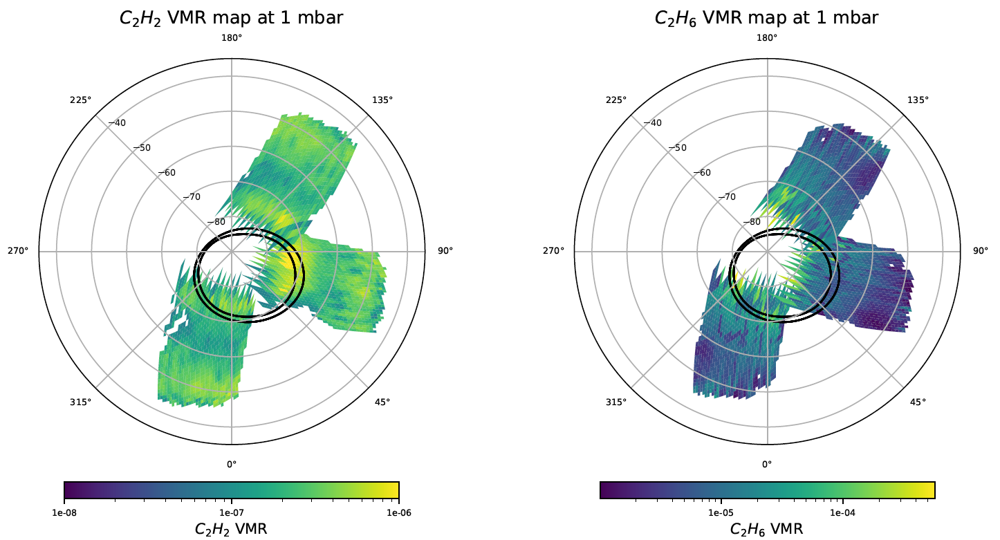 C₂H₂ VMR map at 1 mbar
180°
225°
135°
−40
−50
−60
−70
−80
270°
90°
315°
45°
0°
1e-08
1e-07
1e-06
C₂H₂ VMR
C₂H₆ VMR map at 1 mbar
180°
225°
135°
−40
−50
−60
−70
−80
270°
90°
315°
45°
0°
1e-05
1e-04
C₂H₆ VMR